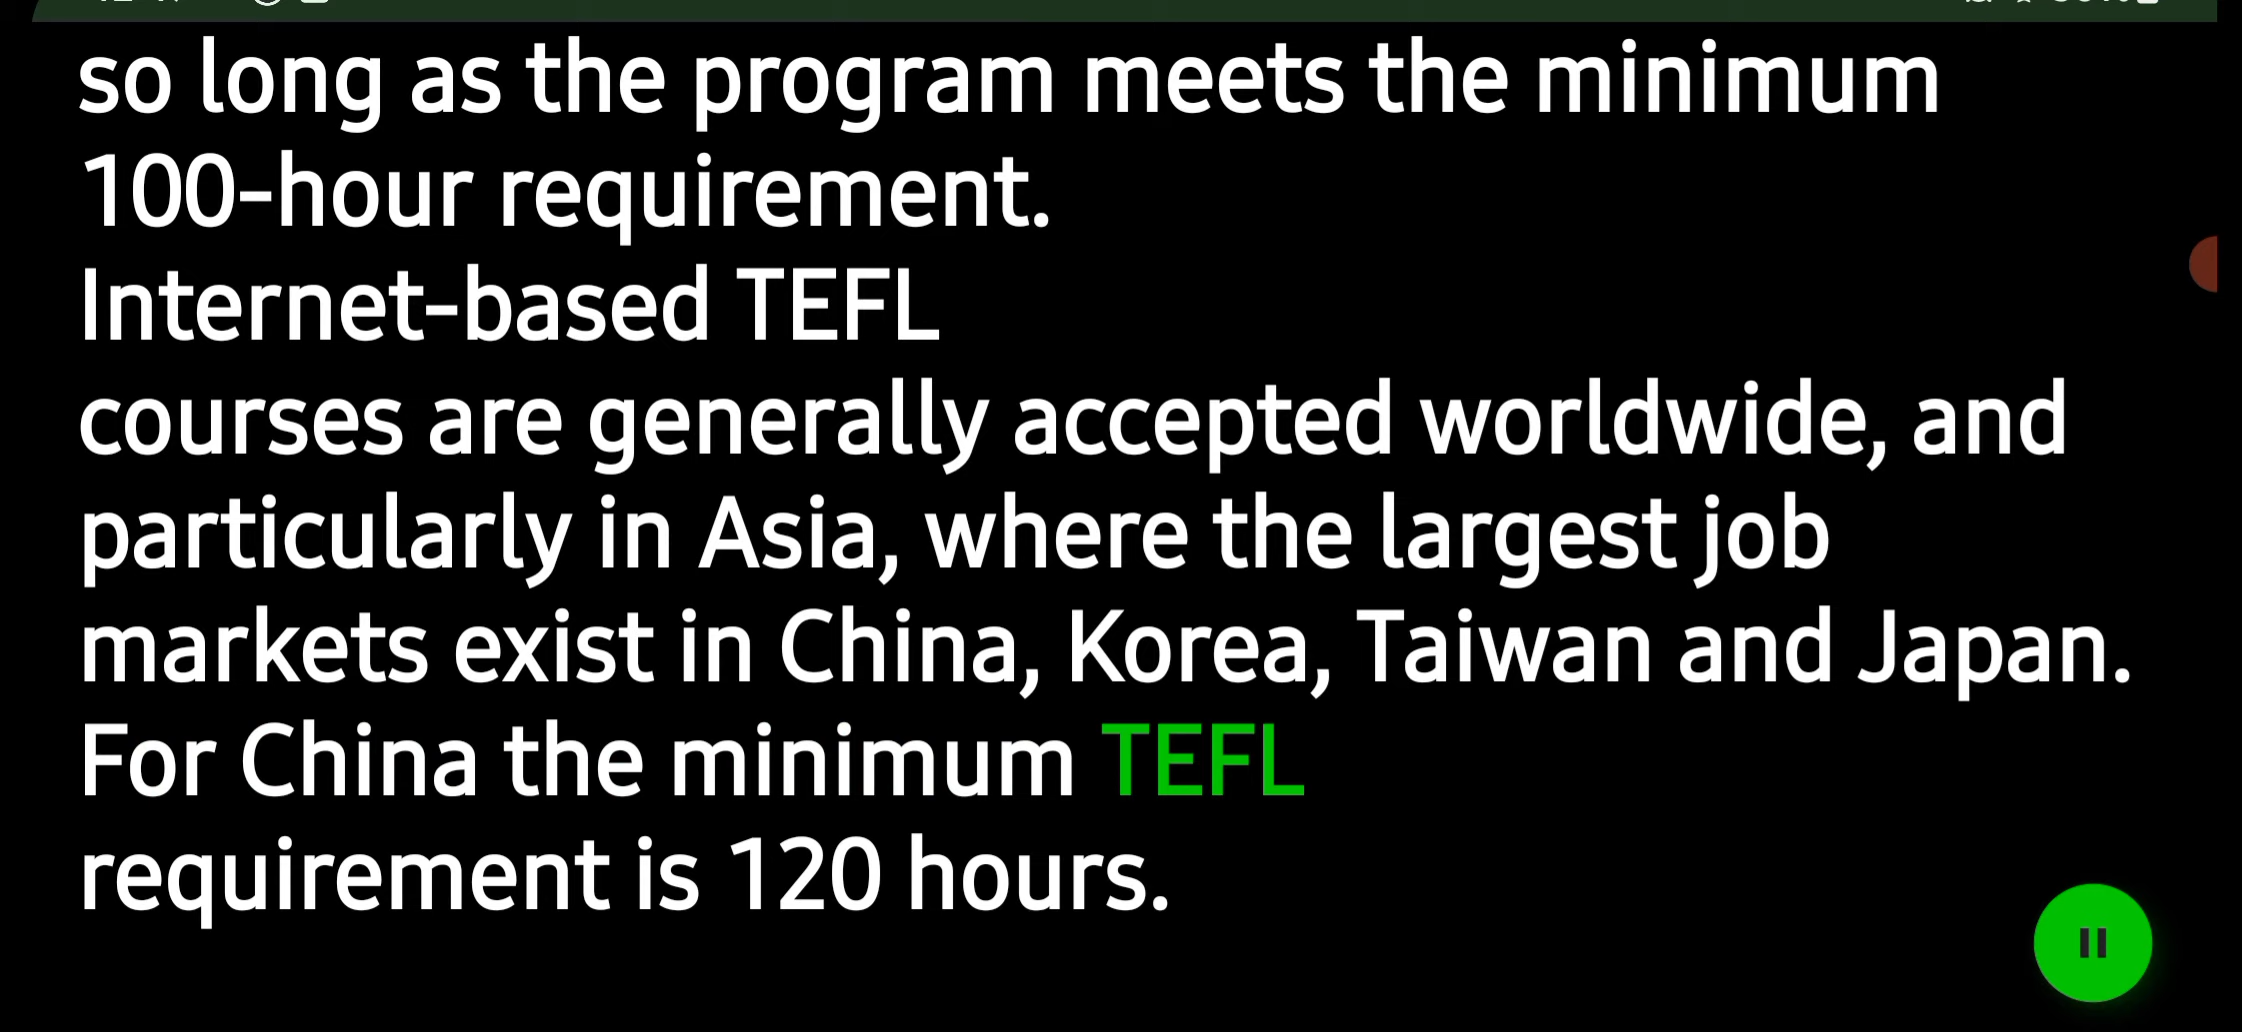 so long as the program meets the minimum
100-hour requirement.
Internet-based TEFL
courses are generally accepted worldwide, and
particularly in Asia, where the largest job
markets exist in China, Korea, Taiwan and Japan.
For China the minimum TEFL
requirement is 120 hours.